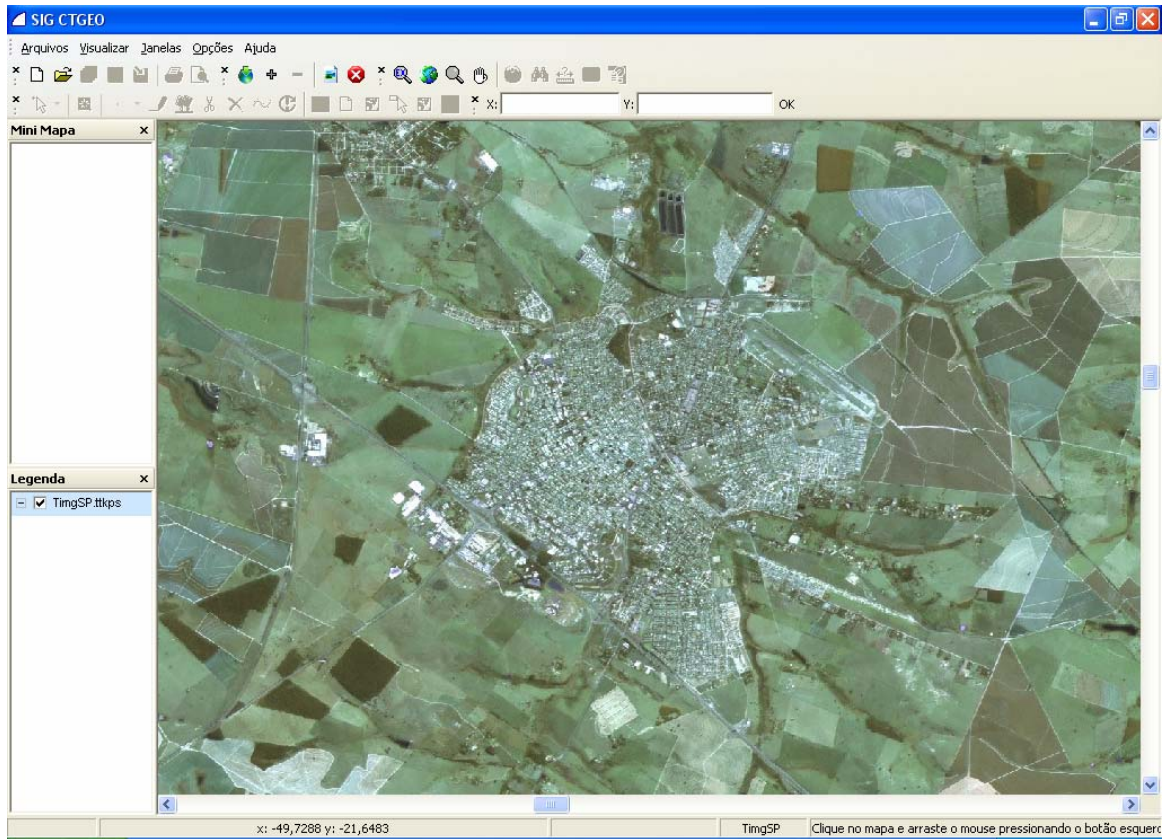 SIG CTGEO
Arquivos Visualizar Janelas Opções Ajuda
X: Y: OK
Mini Mapa
Legenda
TimgSP.ttkps
x: -49,7288 y: -21,6483 TimgSP Clique no mapa e arraste o mouse pressionando o botão esquerd